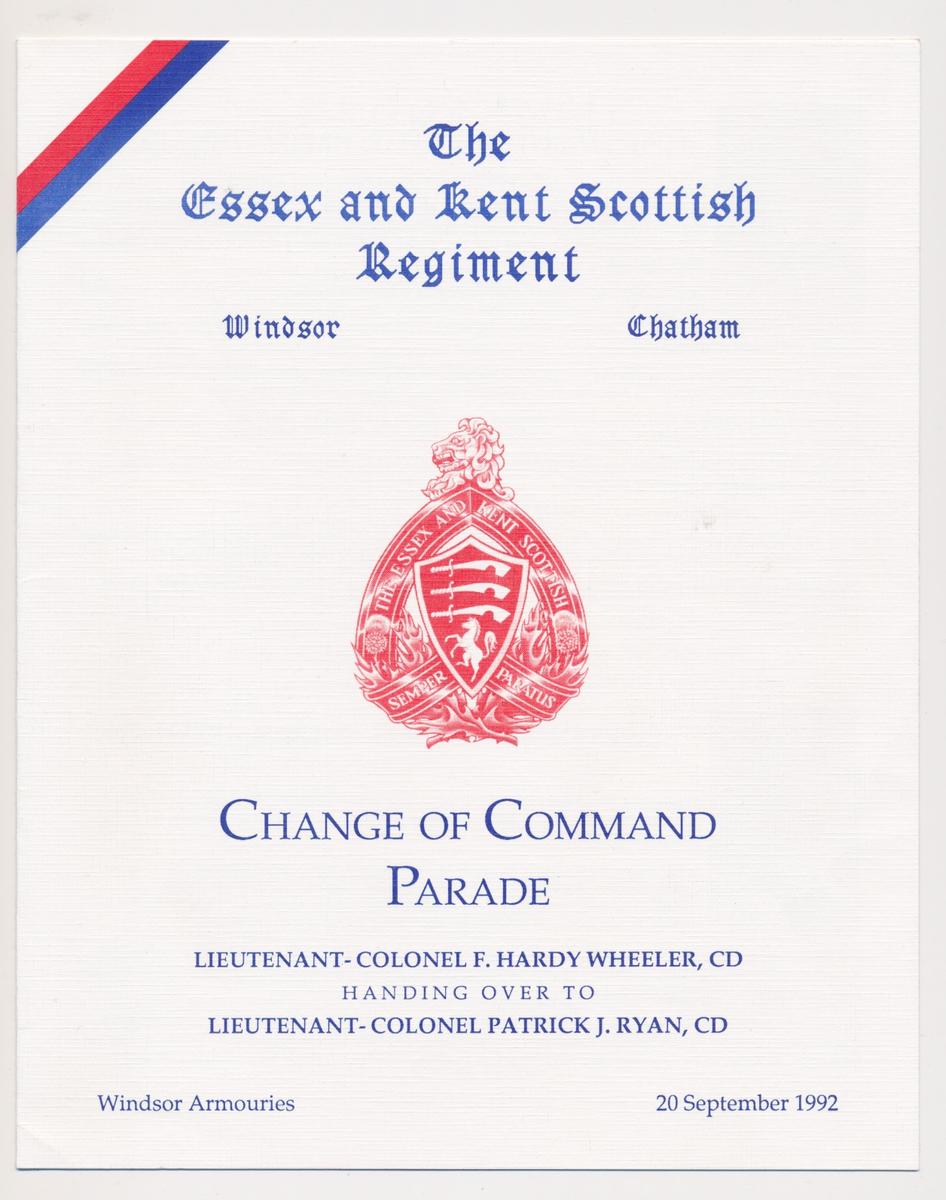 The
Essex and Kent Scottish
Regiment
Windsor Chatham
THE ESSEX AND KENT SCOTTISH
SEMPER PARATUS
CHANGE OF COMMAND
PARADE
LIEUTENANT- COLONEL F. HARDY WHEELER, CD
HANDING OVER TO
LIEUTENANT- COLONEL PATRICK J. RYAN, CD
Windsor Armouries 20 September 1992